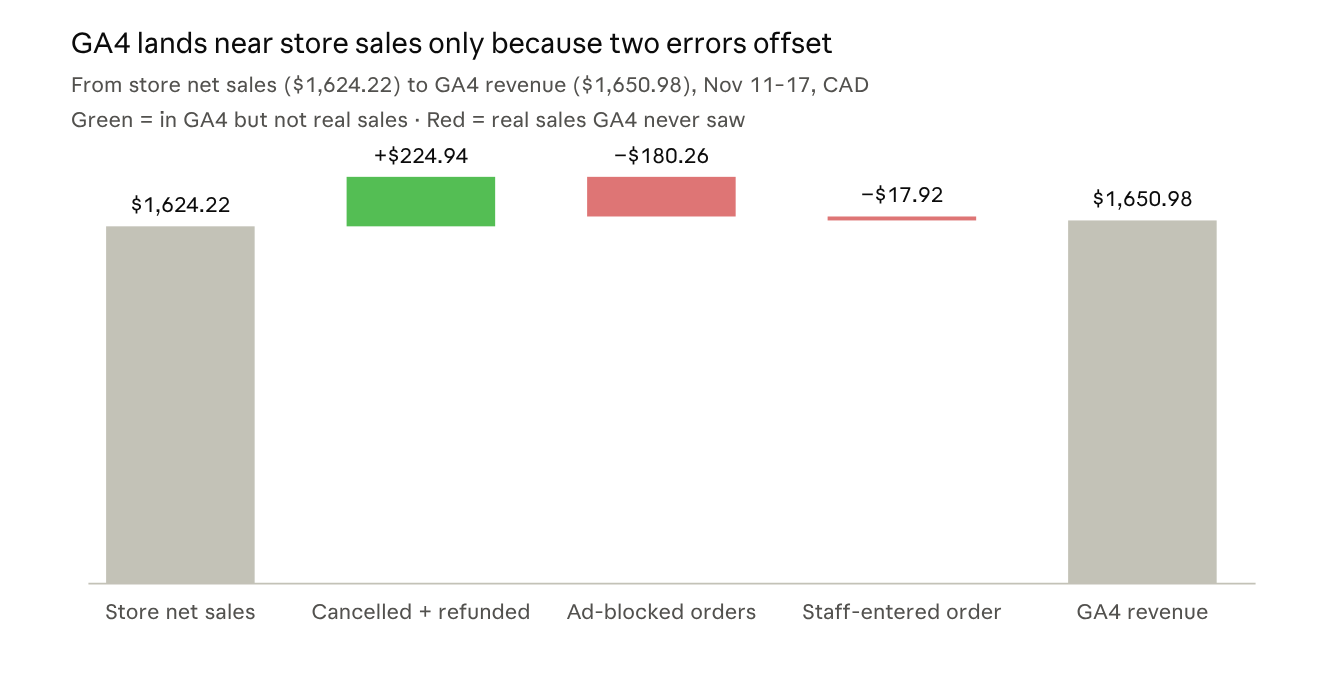 GA4 lands near store sales only because two errors offset
From store net sales ($1,624.22) to GA4 revenue ($1,650.98), Nov 11–17, CAD
Green = in GA4 but not real sales · Red = real sales GA4 never saw
$1,624.22
+$224.94
−$180.26
−$17.92
$1,650.98
Store net sales
Cancelled + refunded
Ad-blocked orders
Staff-entered order
GA4 revenue